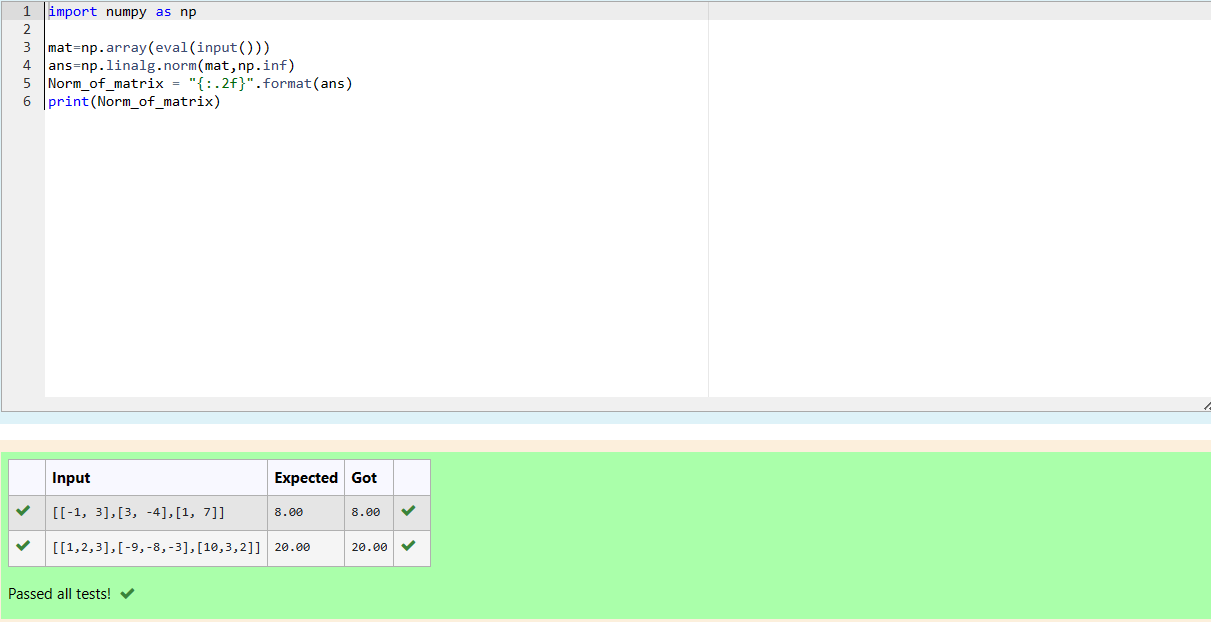 1 import numpy as np
2
3 mat=np.array(eval(input()))
4 ans=np.linalg.norm(mat,np.inf)
5 Norm_of_matrix = "{:.2f}".format(ans)
6 print(Norm_of_matrix)
Input Expected Got
[[-1, 3],[3, -4],[1, 7]] 8.00 8.00
[[1,2,3],[-9,-8,-3],[10,3,2]] 20.00 20.00
Passed all tests!